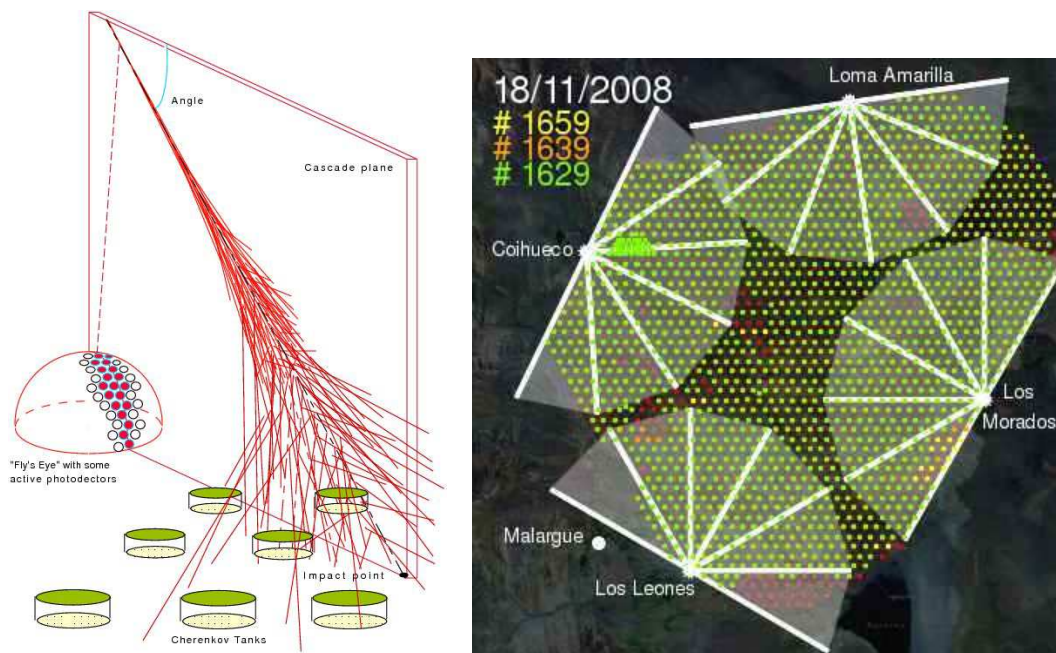 Angle
Cascade plane
"Fly's Eye" with some
active photodectors
Impact point
Cherenkov Tanks
18/11/2008
# 1659
# 1639
# 1629
Loma Amarilla
Coihueco
Los
Morados
Malargue
Los Leones